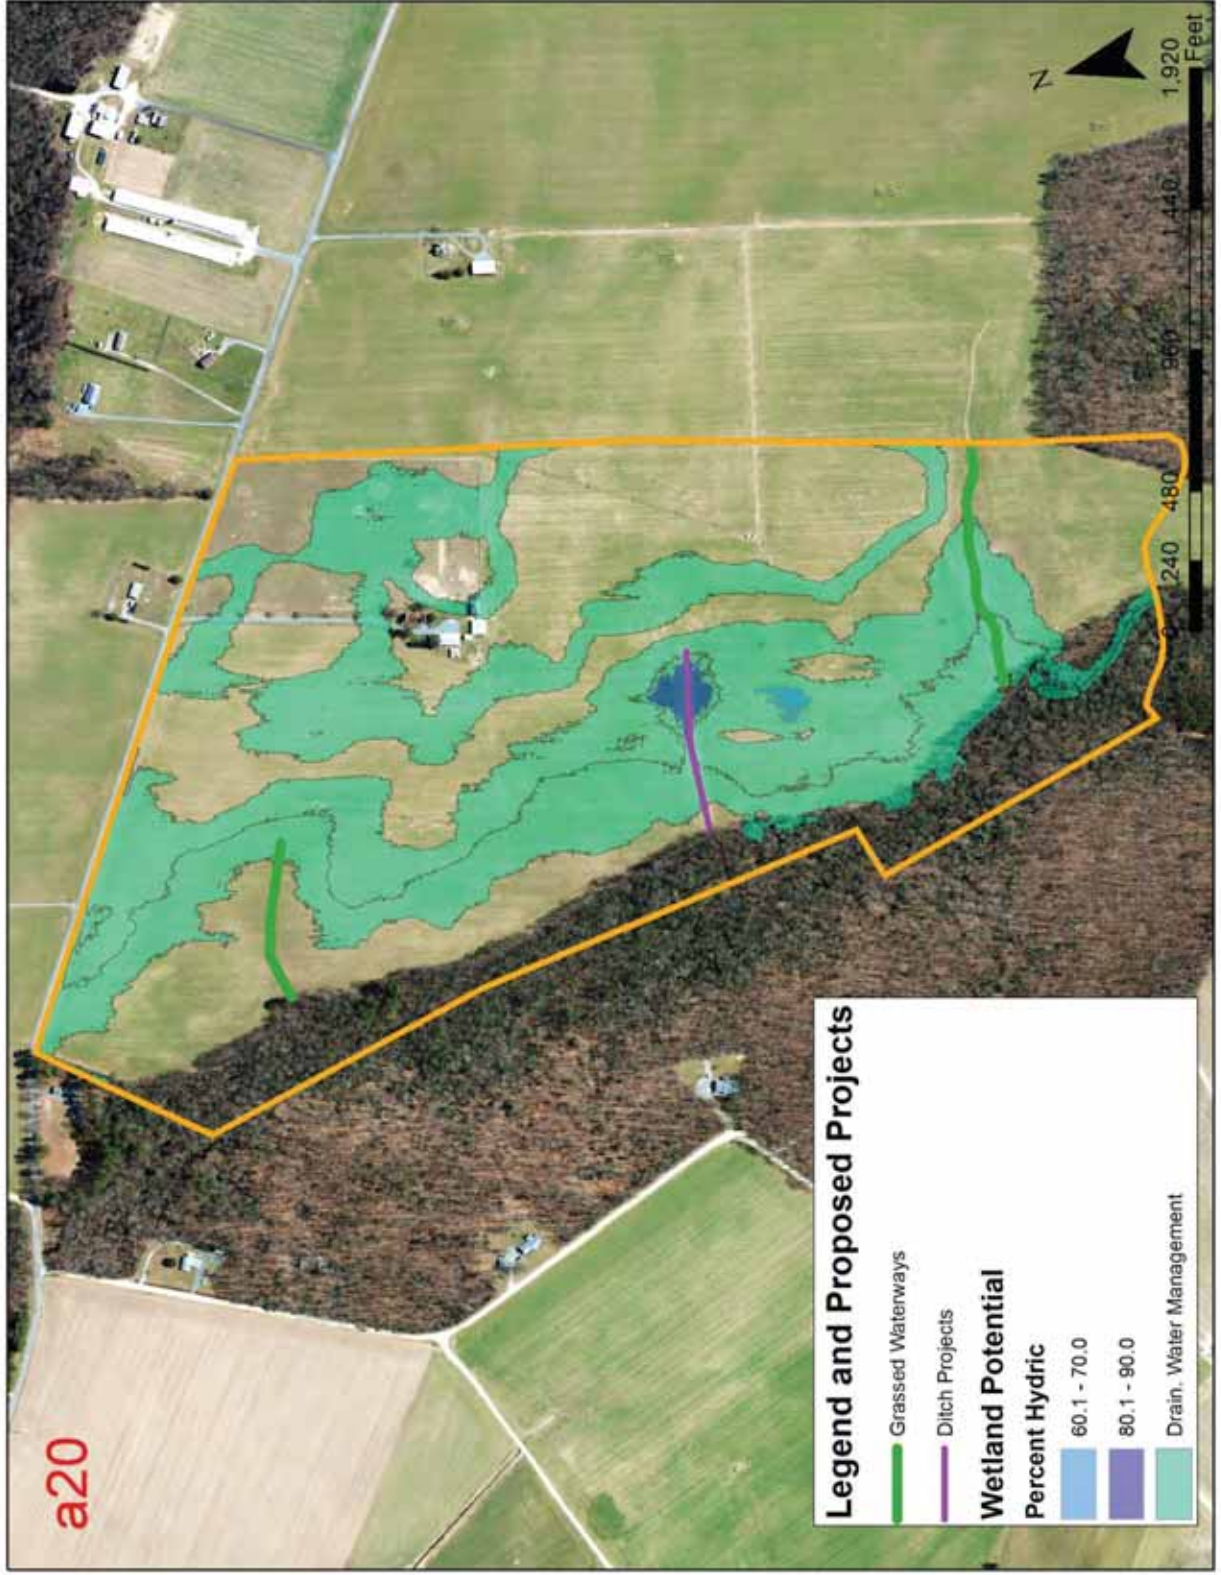 a20
N
0 240 480 960 1,440 1,920
Feet
Legend and Proposed Projects
Grassed Waterways
Ditch Projects
Wetland Potential
Percent Hydric
60.1 - 70.0
80.1 - 90.0
Drain. Water Management